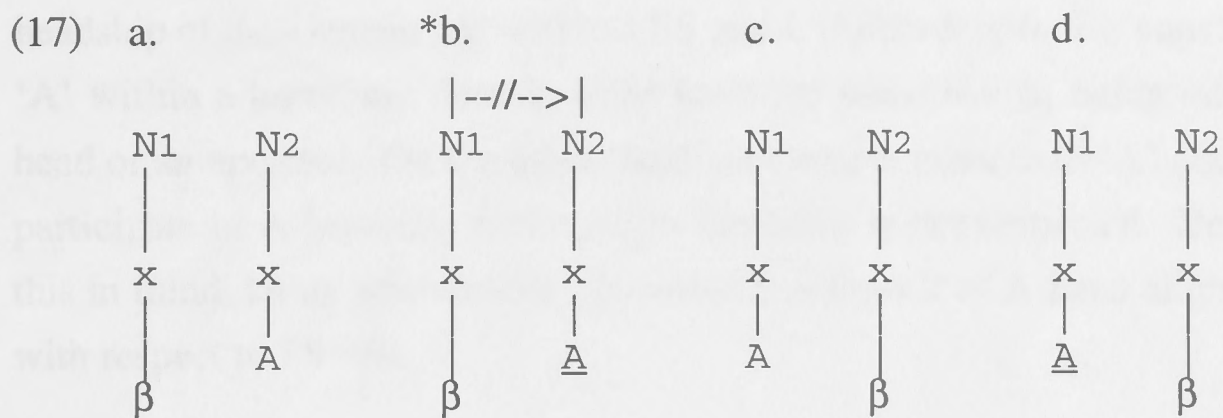 (17) a. *b. c. d.
|--//-->|
N1 N2 N1 N2 N1 N2 N1 N2
x x x x x x x x
A A A A
β β β β